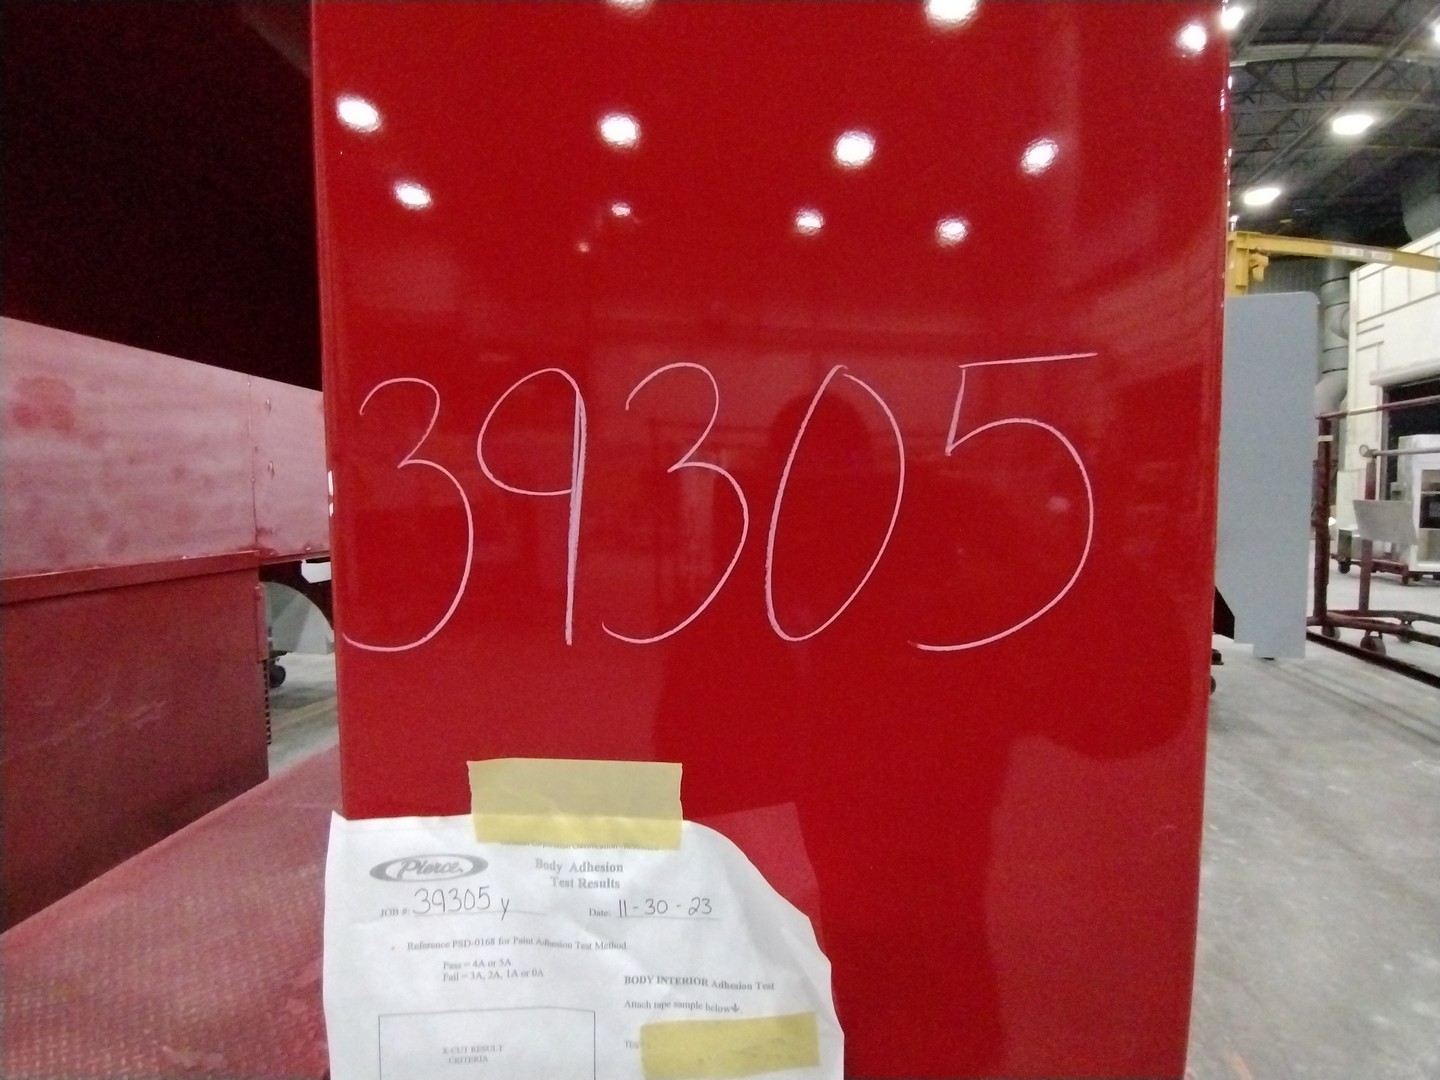 39305
Pierce
Body Adhesion
Test Results
JOB #: 39305 y Date: 11-30-23
Reference PSD-0168 for Paint Adhesion Test Method
Pass = 4A or 5A
Fail = 3A, 2A, 1A or 0A
BODY INTERIOR Adhesion Test
Attach tape sample below↓.
X-CUT RESULT
CRITERIA